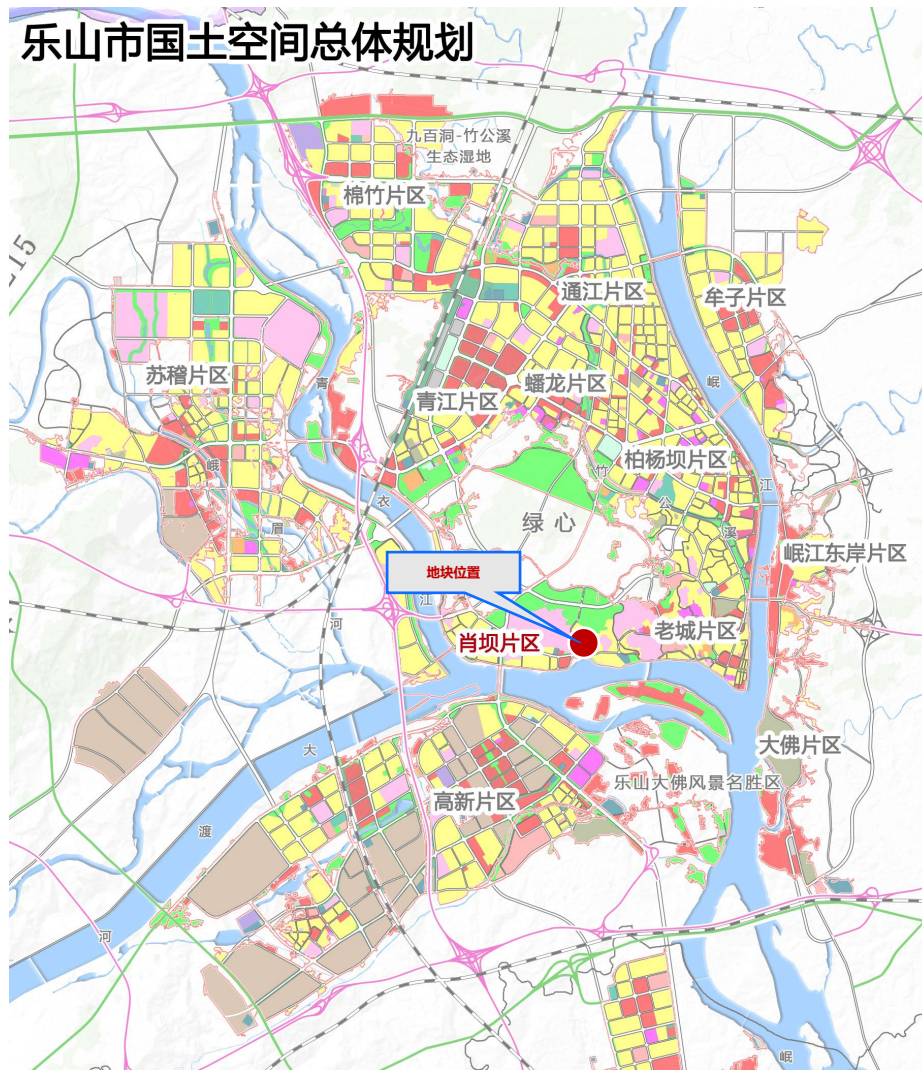 乐山市国土空间总体规划
九百洞-竹公溪
生态湿地
棉竹片区
通江片区
牟子片区
苏稽片区
青
青江片区
蟠龙片区
岷
峨
柏杨坝片区
竹
江
公
衣
溪
绿 心
眉
岷江东岸片区
地块位置
江
河
肖坝片区
老城片区
大
大佛片区
乐山大佛风景名胜区
高新片区
渡
河
岷